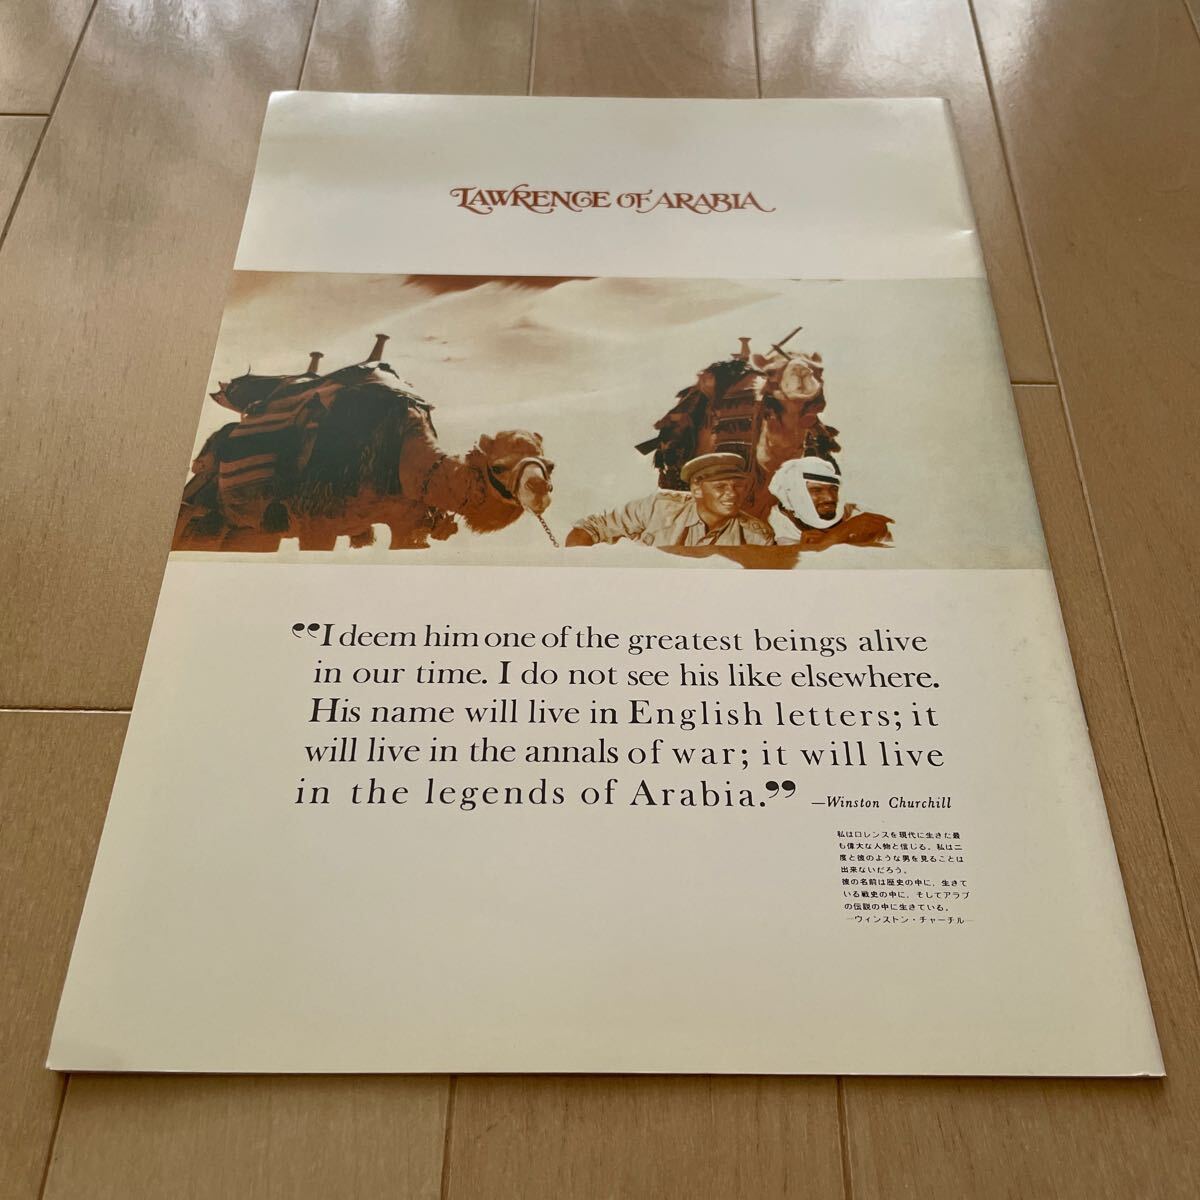 LAWRENCE OF ARABIA
❝I deem him one of the greatest beings alive
in our time. I do not see his like elsewhere.
His name will live in English letters; it
will live in the annals of war; it will live
in the legends of Arabia.❞ —Winston Churchill
私はロレンスを現代に生きた最
も偉大な人物と信じる。私は二
度と彼のような男を見ることは
出来ないだろう。
彼の名前は歴史の中に、生きて
いる戦史の中に、そしてアラブ
の伝説の中に生きている。
—ウィンストン・チャーチル—